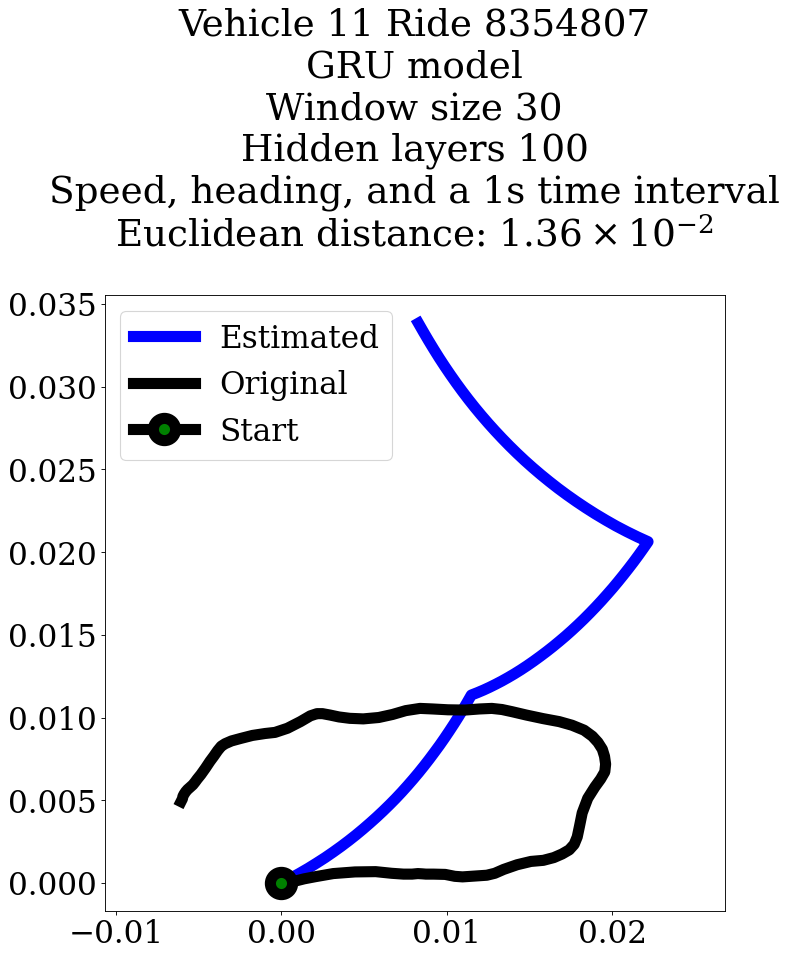 Vehicle 11 Ride 8354807
GRU model
Window size 30
Hidden layers 100
Speed, heading, and a 1s time interval
Euclidean distance: 1.36 × 10⁻²
0.035
0.030
0.025
0.020
0.015
0.010
0.005
0.000
Estimated
Original
Start
−0.01 0.00 0.01 0.02